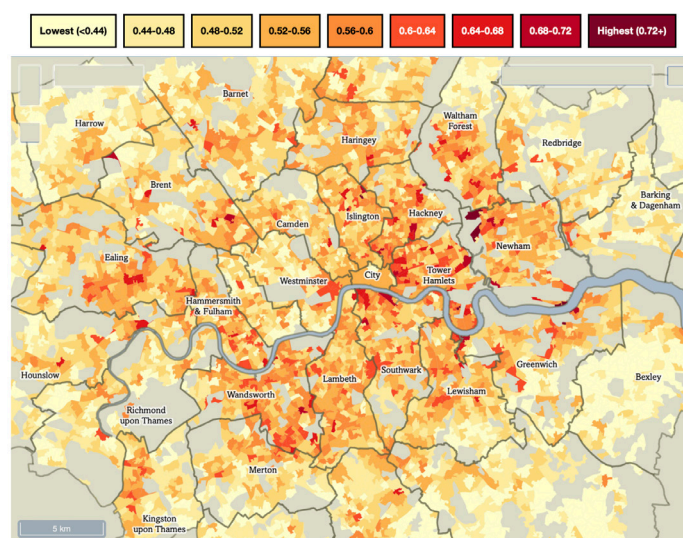 Lowest (<0.44)
0.44-0.48
0.48-0.52
0.52-0.56
0.56-0.6
0.6-0.64
0.64-0.68
0.68-0.72
Highest (0.72+)
Barnet
Harrow
Waltham
Forest
Haringey
Redbridge
Brent
Barking
& Dagenham
Islington
Hackney
Camden
Newham
Ealing
Westminster
City
Tower
Hamlets
Hammersmith
& Fulham
Hounslow
Southwark
Greenwich
Bexley
Wandsworth
Lambeth
Lewisham
Richmond
upon Thames
Merton
Kingston
upon Thames
5 km